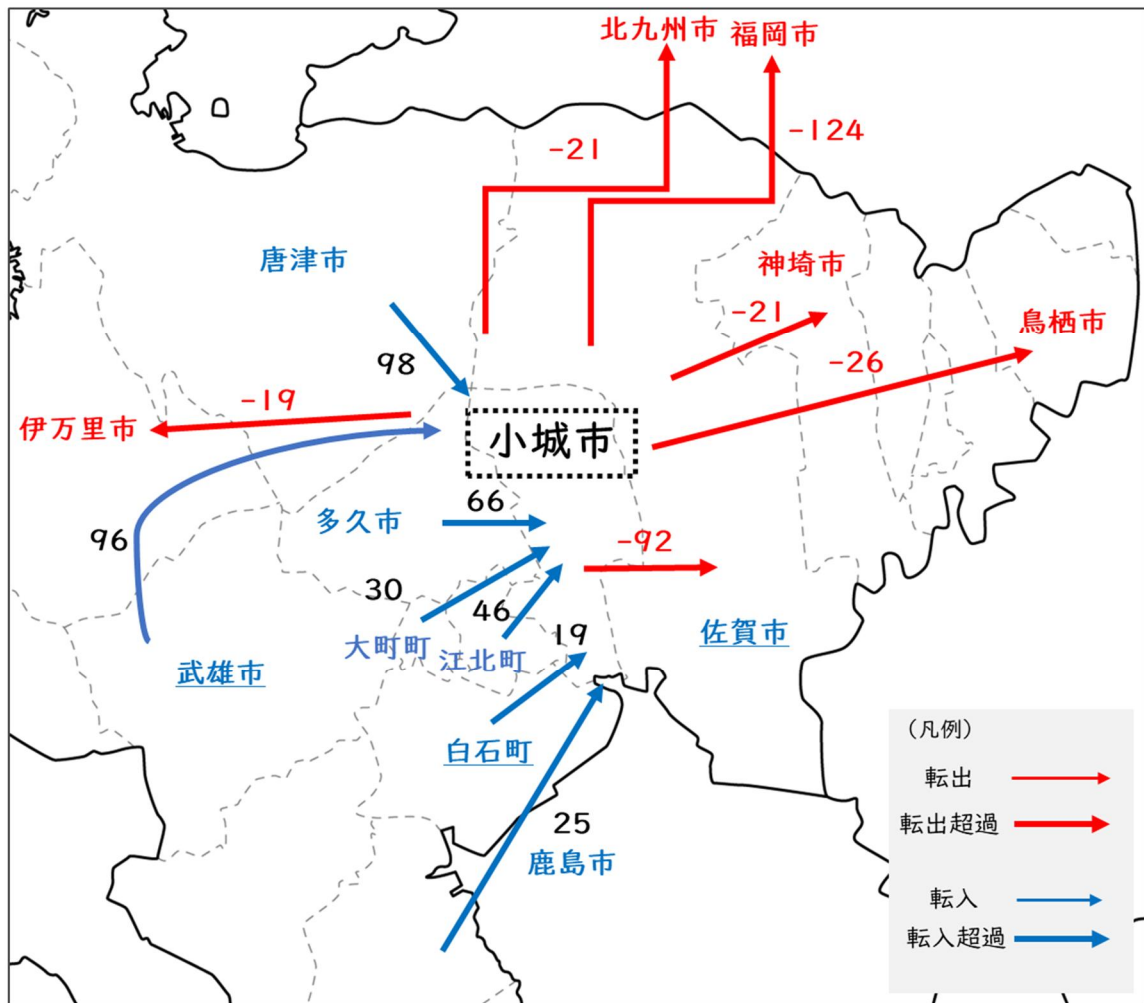 北九州市
福岡市
-21
-124
唐津市
神埼市
-21
鳥栖市
98
-26
-19
伊万里市
小城市
66
多久市
96
-92
30
46
19
大町町
江北町
佐賀市
武雄市
白石町
25
鹿島市
（凡例）
転出
転出超過
転入
転入超過